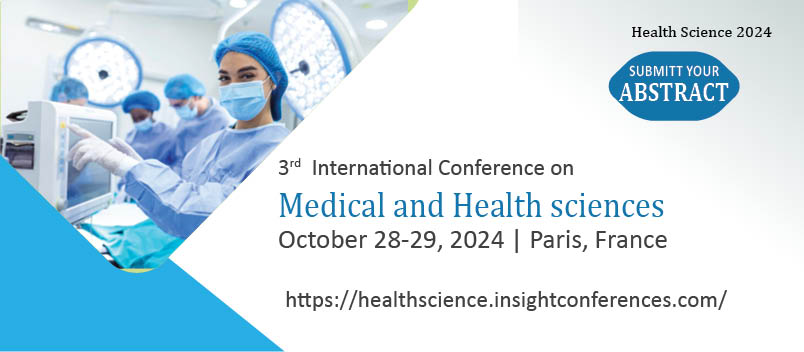 Health Science 2024
SUBMITT YOUR
ABSTRACT
3rd International Conference on
Medical and Health sciences
October 28-29, 2024 | Paris, France
https://healthscience.insightconferences.com/